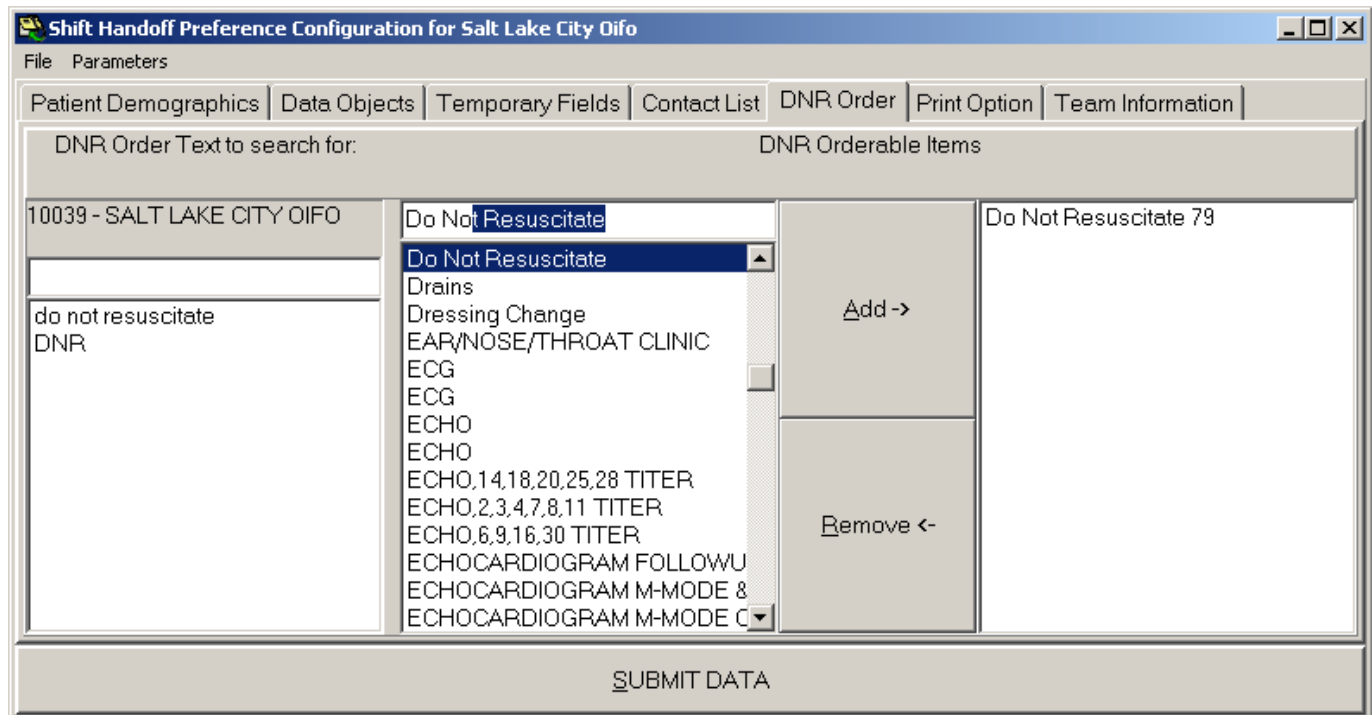 Shift Handoff Preference Configuration for Salt Lake City Oifo
File Parameters
Patient Demographics Data Objects Temporary Fields Contact List DNR Order Print Option Team Information
DNR Order Text to search for: DNR Orderable Items
10039 - SALT LAKE CITY OIFO
do not resuscitate
DNR
Do Not Resuscitate
Do Not Resuscitate
Drains
Dressing Change
EAR/NOSE/THROAT CLINIC
ECG
ECG
ECHO
ECHO
ECHO,14,18,20,25,28 TITER
ECHO,2,3,4,7,8,11 TITER
ECHO,6,9,16,30 TITER
ECHOCARDIOGRAM FOLLOWU
ECHOCARDIOGRAM M-MODE &
ECHOCARDIOGRAM M-MODE C
Add ->
Remove <-
Do Not Resuscitate 79
SUBMIT DATA